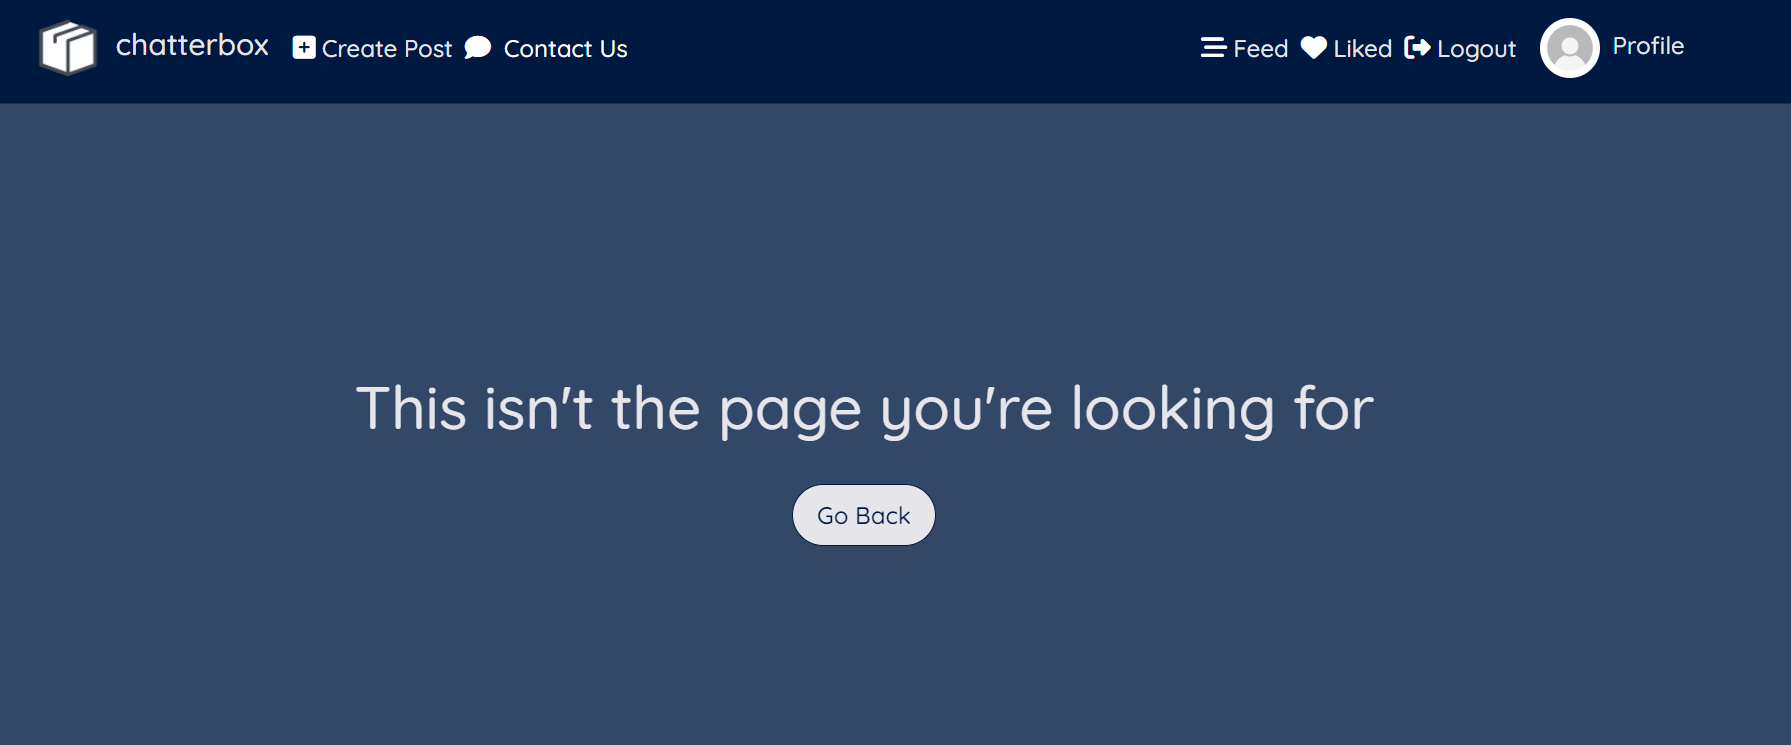 chatterbox Create Post Contact Us Feed Liked Logout Profile
This isn't the page you're looking for
Go Back